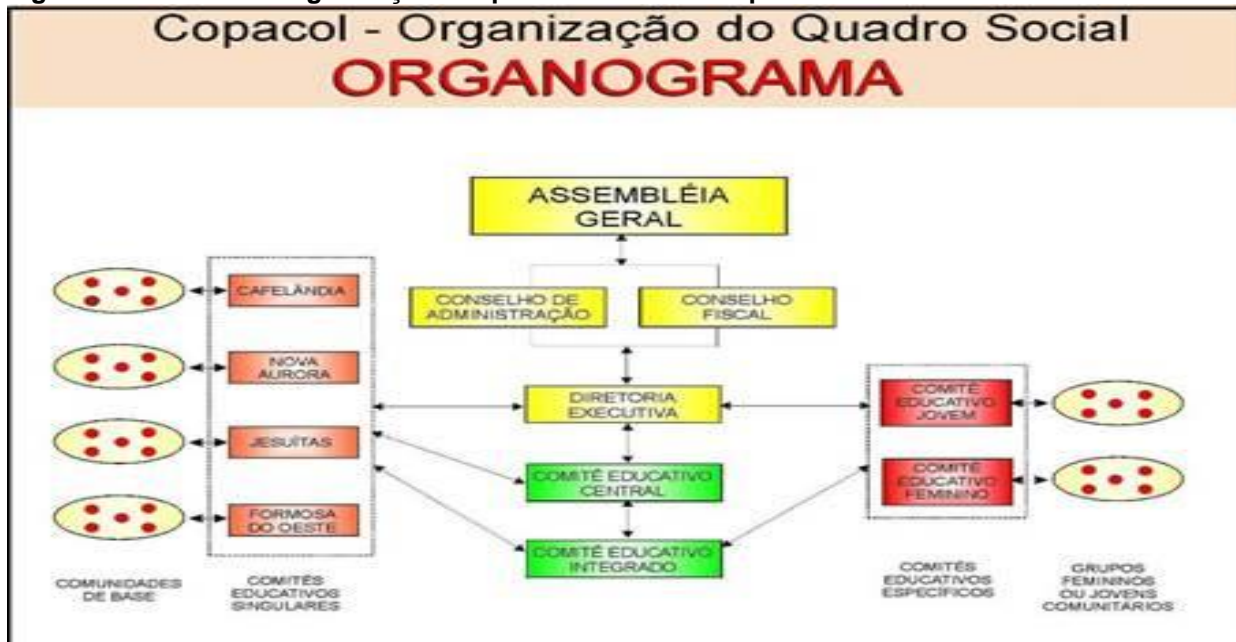 Copacol - Organização do Quadro Social
ORGANOGRAMA
ASSEMBLÉIA
GERAL
CONSELHO DE
ADMINISTRAÇÃO
CONSELHO
FISCAL
DIRETORIA
EXECUTIVA
COMITÊ EDUCATIVO
CENTRAL
COMITÊ EDUCATIVO
INTEGRADO
CAFELÂNDIA
NOVA
AURORA
JESUÍTAS
FORMOSA
DO OESTE
COMITÊ
EDUCATIVO
JOVEM
COMITÊ
EDUCATIVO
FEMININO
COMUNIDADES
DE BASE
COMITÊS
EDUCATIVOS
SINGULARES
COMITÊS
EDUCATIVOS
ESPECÍFICOS
GRUPOS
FEMININOS
OU JOVENS
COMUNITÁRIOS